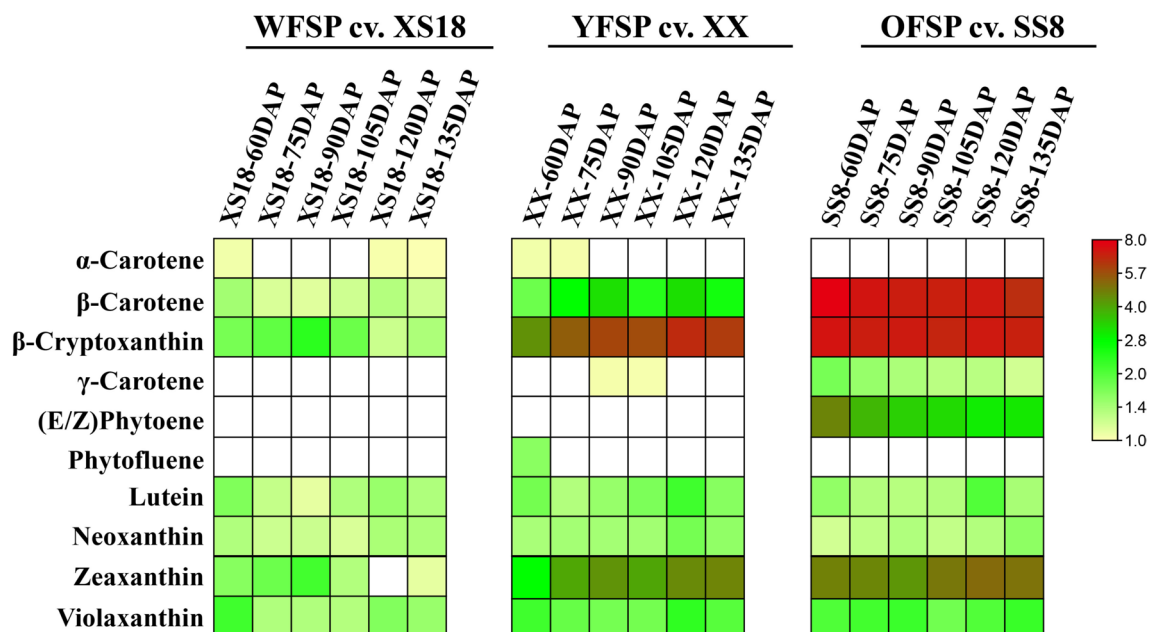 WFSP cv. XS18
YFSP cv. XX
OFSP cv. SS8
XS18-60DAP
XS18-75DAP
XS18-90DAP
XS18-105DAP
XS18-120DAP
XS18-135DAP
XX-60DAP
XX-75DAP
XX-90DAP
XX-105DAP
XX-120DAP
XX-135DAP
SS8-60DAP
SS8-75DAP
SS8-90DAP
SS8-105DAP
SS8-120DAP
SS8-135DAP
α-Carotene
β-Carotene
β-Cryptoxanthin
γ-Carotene
(E/Z)Phytoene
Phytofluene
Lutein
Neoxanthin
Zeaxanthin
Violaxanthin
8.0
5.7
4.0
2.8
2.0
1.4
1.0